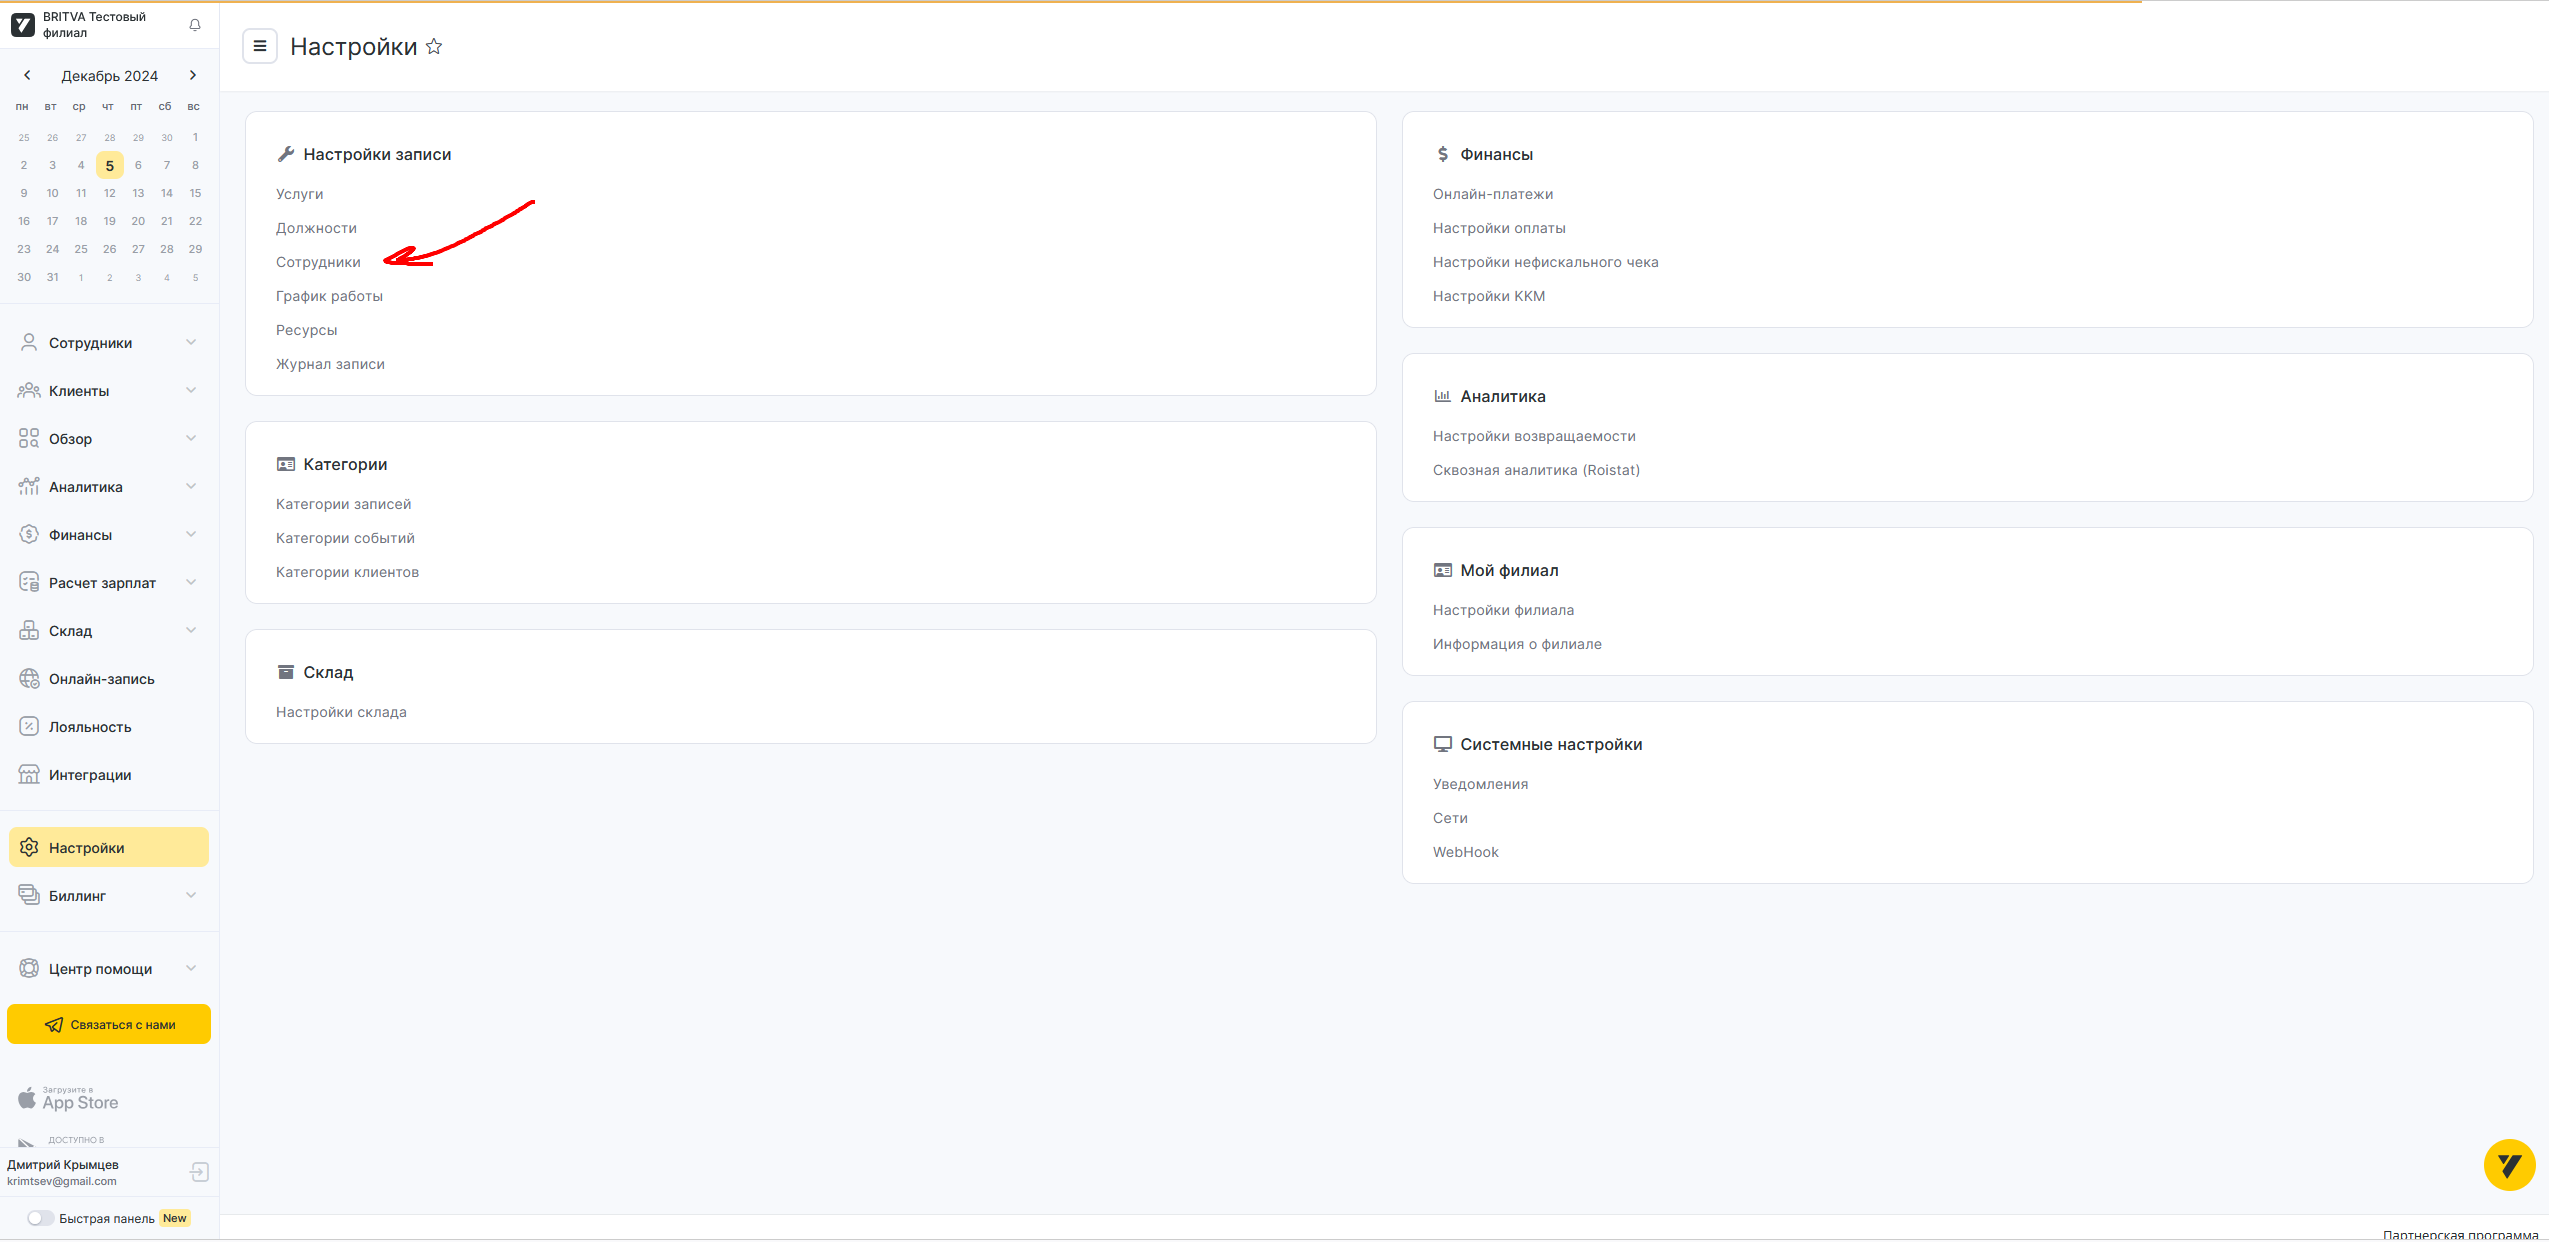 BRITVA Тестовый
филиал
Декабрь 2024
пн вт ср чт пт сб вс
25 26 27 28 29 30 1
2 3 4 5 6 7 8
9 10 11 12 13 14 15
16 17 18 19 20 21 22
23 24 25 26 27 28 29
30 31 1 2 3 4 5
Сотрудники
Клиенты
Обзор
Аналитика
Финансы
Расчет зарплат
Склад
Онлайн-запись
Лояльность
Интеграции
Настройки
Биллинг
Центр помощи
Связаться с нами
Загрузите в
App Store
ДОСТУПНО В
Дмитрий Крымцев
krimtsev@gmail.com
Быстрая панель New
Настройки
Настройки записи
Услуги
Должности
Сотрудники
График работы
Ресурсы
Журнал записи
Категории
Категории записей
Категории событий
Категории клиентов
Склад
Настройки склада
Финансы
Онлайн-платежи
Настройки оплаты
Настройки нефискального чека
Настройки ККМ
Аналитика
Настройки возвращаемости
Сквозная аналитика (Roistat)
Мой филиал
Настройки филиала
Информация о филиале
Системные настройки
Уведомления
Сети
WebHook
Партнерская программа